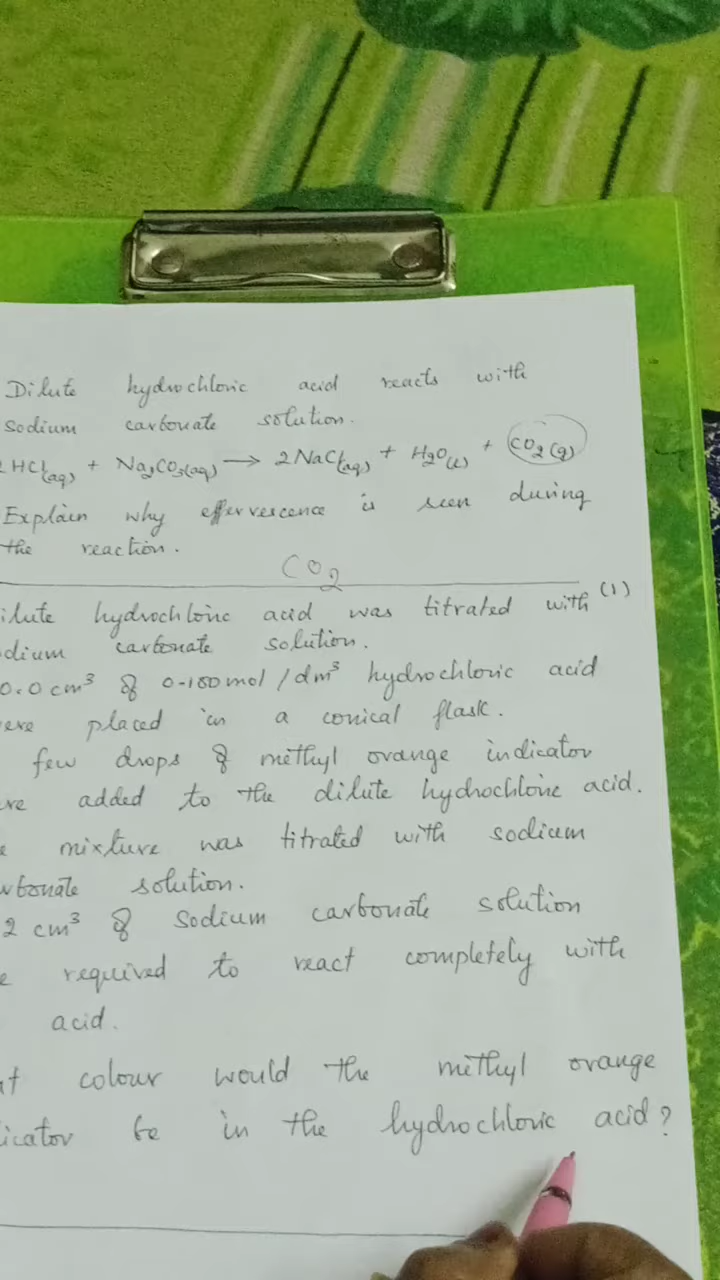 Dilute hydrochloric acid reacts with
sodium carbonate solution.
HCl(aq) + Na2CO3(aq) → 2NaCl(aq) + H2O(l) + CO2(g)
Explain why effervescence is seen during
the reaction.
CO2
(1)
ilute hydrochloric acid was titrated with
dium carbonate solution.
0.0 cm³ of 0.180 mol/dm³ hydrochloric acid
ere placed in a conical flask.
few drops of methyl orange indicator
re added to the dilute hydrochloric acid.
e mixture was titrated with sodium
rbonate solution.
2 cm³ of sodium carbonate solution
e required to react completely with
acid.
at colour would the methyl orange
icator be in the hydrochloric acid?